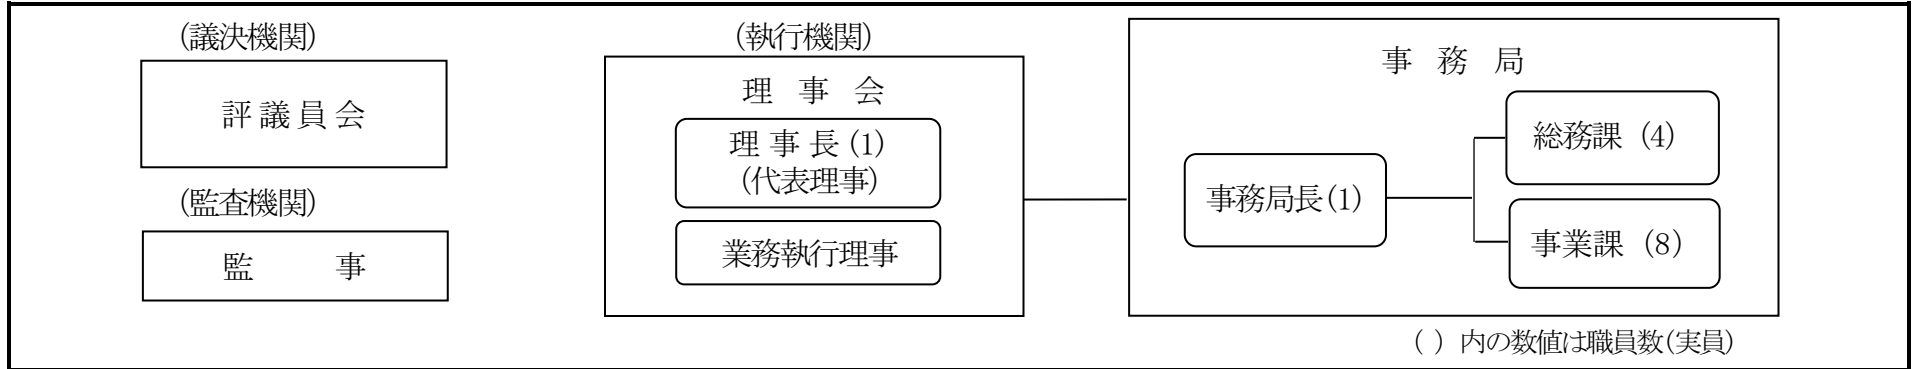 (議決機関)
評議員会
(監査機関)
監　事
(執行機関)
理　事　会
理 事 長 (1)
(代表理事)
業務執行理事
事　務　局
事務局長(1)
総務課 (4)
事業課 (8)
( ) 内の数値は職員数(実員)